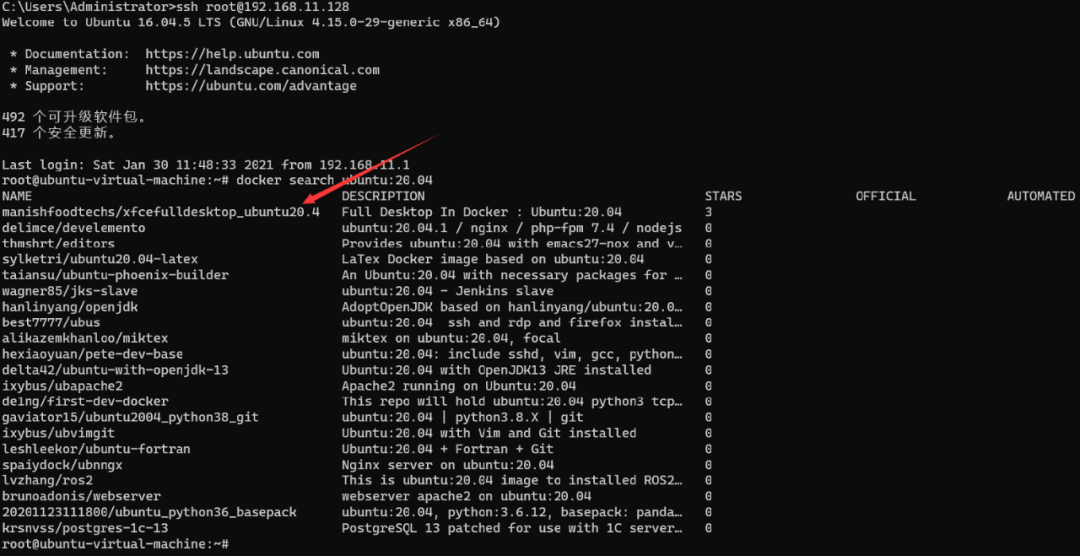 C:\Users\Administrator>ssh root@192.168.11.128
Welcome to Ubuntu 16.04.5 LTS (GNU/Linux 4.15.0-29-generic x86_64)
* Documentation: https://help.ubuntu.com
* Management: https://landscape.canonical.com
* Support: https://ubuntu.com/advantage
492 个可升级软件包。
417 个安全更新。
Last login: Sat Jan 30 11:48:33 2021 from 192.168.11.1
root@ubuntu-virtual-machine:~# docker search ubuntu:20.04
NAME DESCRIPTION STARS OFFICIAL AUTOMATED
manishfoodtechs/xfcefulldesktop_ubuntu20.4 Full Desktop In Docker : Ubuntu:20.04 3
delimce/develemento ubuntu:20.04.1 / nginx / php-fpm 7.4 / nodejs 0
thmshrt/editors Provides ubuntu:20.04 with emacs27-nox and v… 0
sylketri/ubuntu20.04-latex LaTex Docker image based on ubuntu:20.04 0
taiansu/ubuntu-phoenix-builder An Ubuntu:20.04 with necessary packages for … 0
wagner85/jks-slave ubuntu:20.04 - Jenkins slave 0
hanlinyang/openjdk AdoptOpenJDK based on hanlinyang/ubuntu:20.0… 0
best7777/ubus ubuntu:20.04 ssh and rdp and firefox instal… 0
alikazemkhanloo/miktex miktex on ubuntu:20.04, focal 0
hexiaoyuan/pete-dev-base ubuntu:20.04: include sshd, vim, gcc, python… 0
delta42/ubuntu-with-openjdk-13 Ubuntu:20.04 with OpenJDK13 JRE installed 0
ixybus/ubapache2 Apache2 running on Ubuntu:20.04 0
de1ng/first-dev-docker This repo will hold ubuntu:20.04 python3 tcp… 0
gaviator15/ubuntu2004_python38_git ubuntu:20.04 | python3.8.X | git 0
ixybus/ubvimgit Ubuntu:20.04 with Vim and Git installed 0
leshleekor/ubuntu-fortran Ubuntu:20.04 + Fortran + Git 0
spaiydock/ubnngx Nginx server on ubuntu:20.04 0
lvzhang/ros2 This is ubuntu:20.04 image to installed ROS2… 0
brunoadonis/webserver webserver apache2 on ubuntu:20.04 0
20201123111800/ubuntu_python36_basepack ubuntu:20.04, python:3.6.12, basepack: panda… 0
krsnvss/postgres-1c-13 PostgreSQL 13 patched for use with 1C server… 0
root@ubuntu-virtual-machine:~#